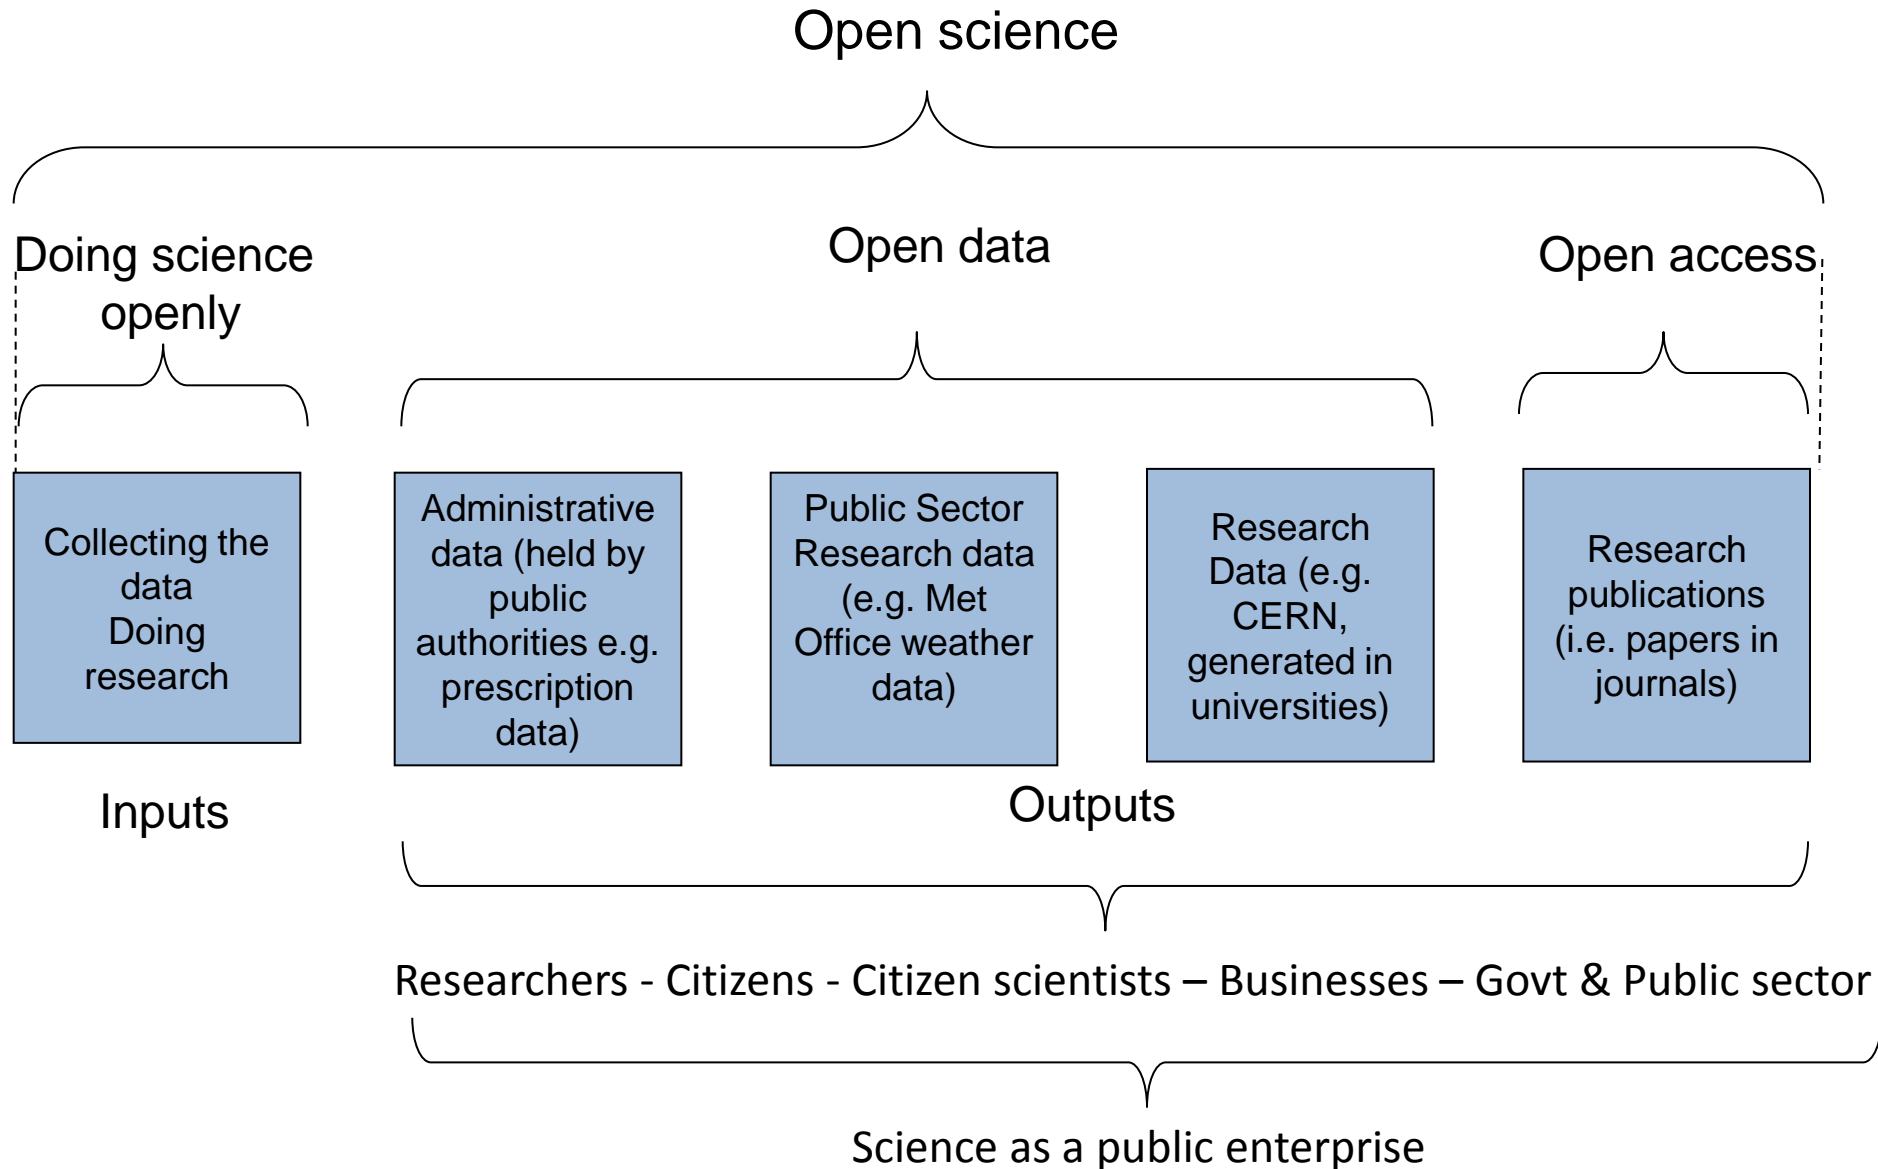 Open science
Doing science
openly
Open data
Open access
Collecting the
data
Doing
research
Administrative
data (held by
public
authorities e.g.
prescription
data)
Public Sector
Research data
(e.g. Met
Office weather
data)
Research
Data (e.g.
CERN,
generated in
universities)
Research
publications
(i.e. papers in
journals)
Inputs
Outputs
Researchers - Citizens - Citizen scientists – Businesses – Govt & Public sector
Science as a public enterprise